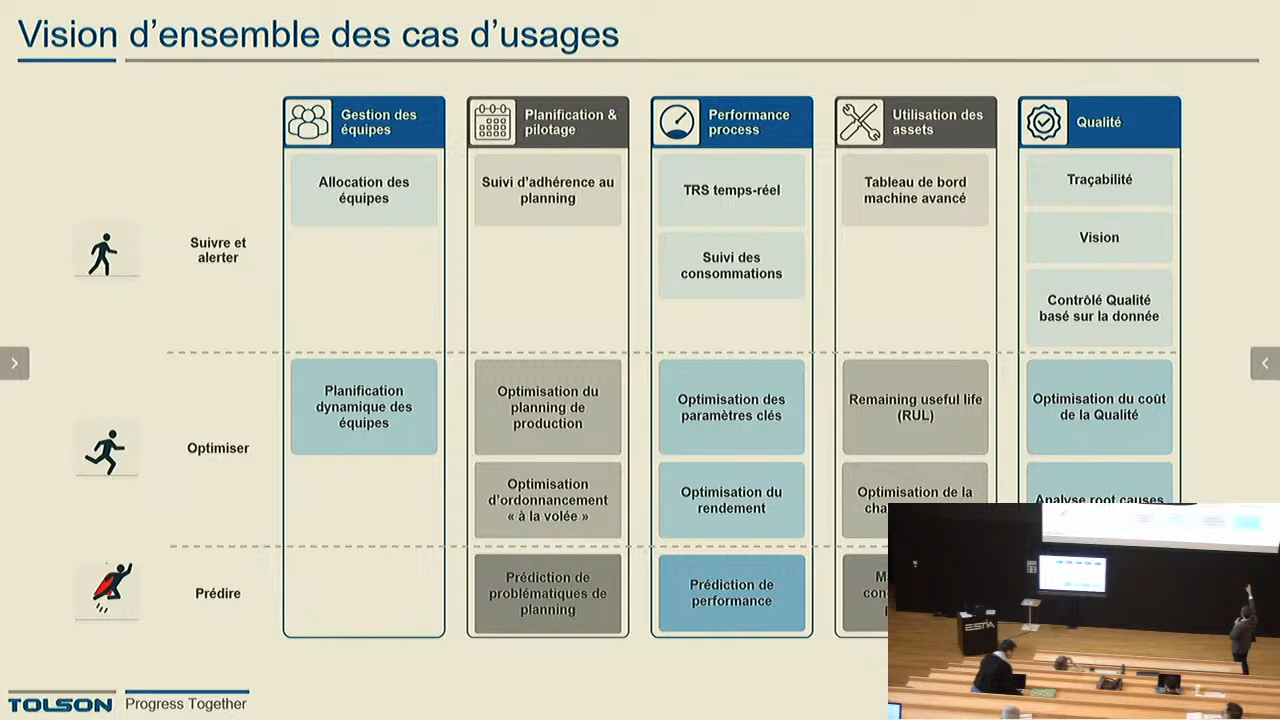 Vision d’ensemble des cas d’usages
Gestion des
équipes
Planification &
pilotage
Performance
process
Utilisation des
assets
Qualité
Suivre et
alerter
Allocation des
équipes
Suivi d’adhérence au
planning
TRS temps-réel
Suivi des
consommations
Tableau de bord
machine avancé
Traçabilité
Vision
Contrôlé Qualité
basé sur la donnée
Optimiser
Planification
dynamique des
équipes
Optimisation du
planning de
production
Optimisation
d’ordonnancement
« à la volée »
Optimisation des
paramètres clés
Optimisation du
rendement
Remaining useful life
(RUL)
Optimisation de la
Optimisation du coût
de la Qualité
Analyse root causes
Prédire
Prédiction de
problématiques de
planning
Prédiction de
performance
ESTIA
TOLSON
Progress Together